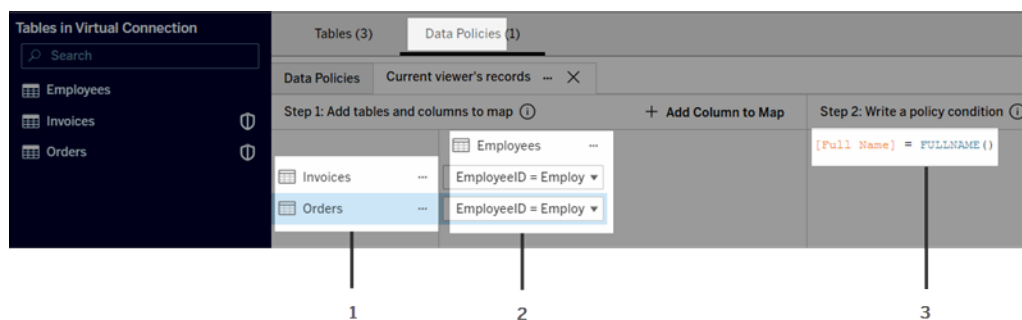 Tables in Virtual Connection
Search
Employees
Invoices
Orders
Tables (3)
Data Policies (1)
Data Policies
Current viewer's records
Step 1: Add tables and columns to map
+ Add Column to Map
Step 2: Write a policy condition
Employees
Invoices
EmployeeID = Employ
Orders
EmployeeID = Employ
[Full Name] = FULLNAME()
1
2
3